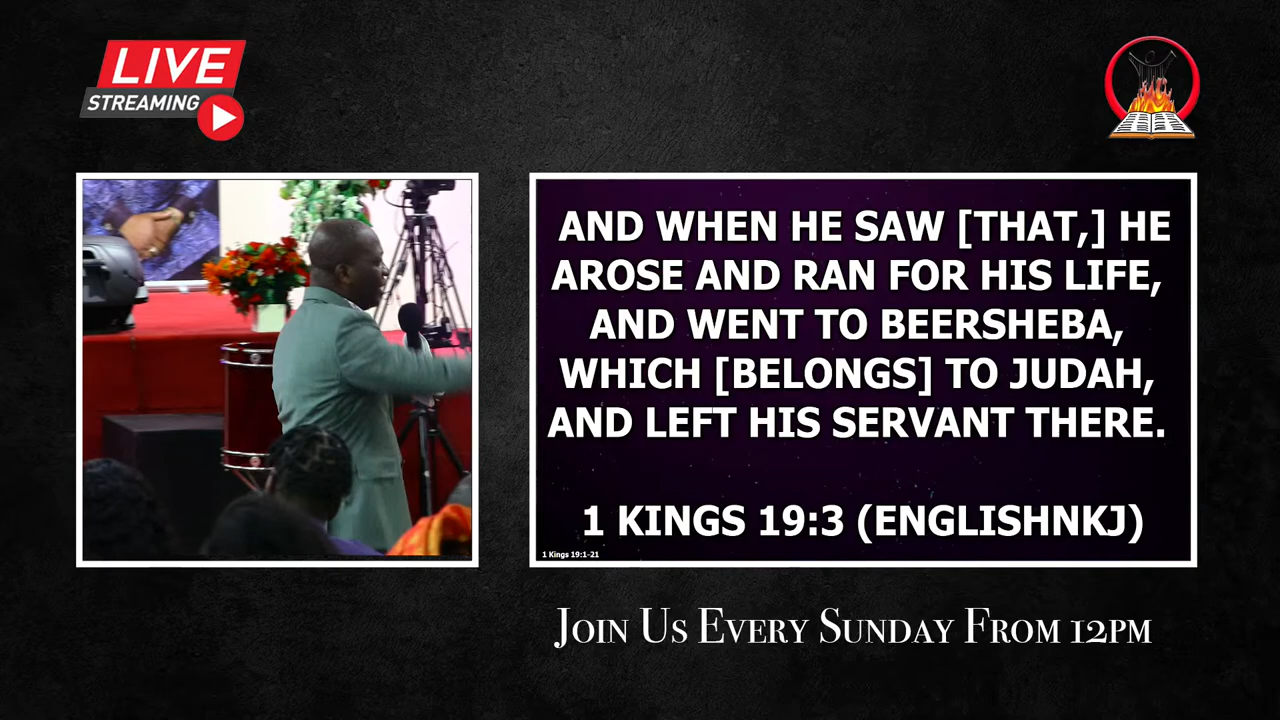 LIVE
STREAMING
AND WHEN HE SAW [THAT,] HE
AROSE AND RAN FOR HIS LIFE,
AND WENT TO BEERSHEBA,
WHICH [BELONGS] TO JUDAH,
AND LEFT HIS SERVANT THERE.
1 KINGS 19:3 (ENGLISHNKJ)
1 Kings 19:1-21
Join Us Every Sunday From 12pm